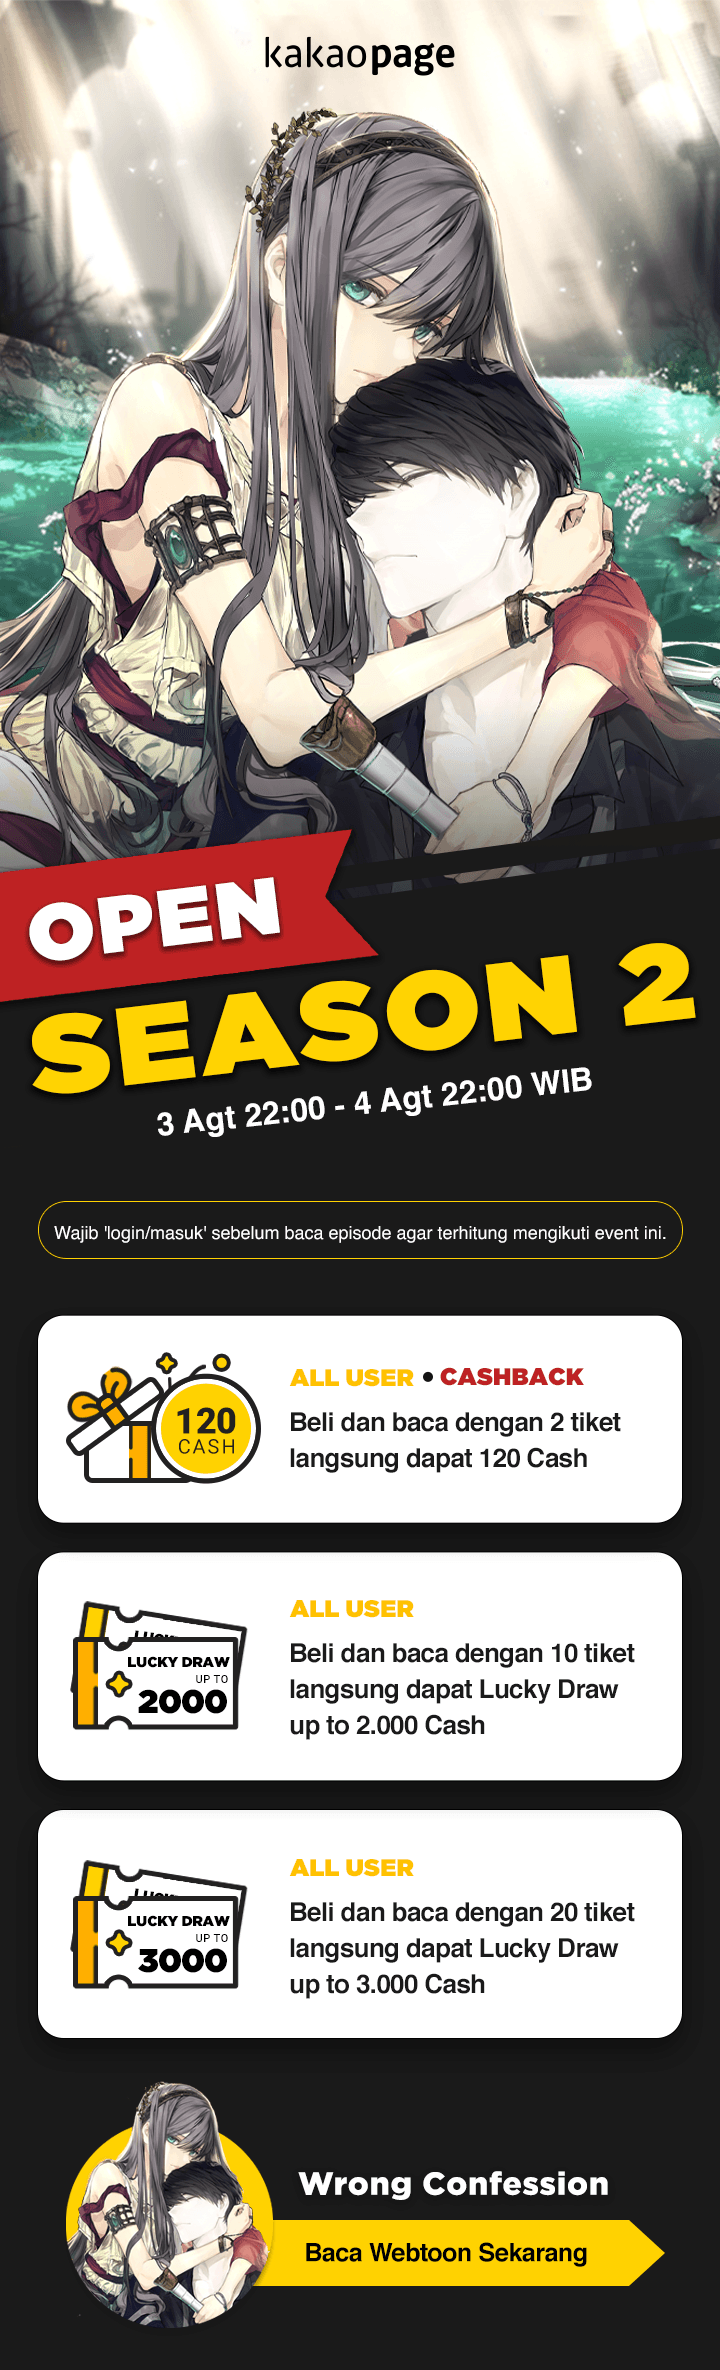 kakaopage
OPEN
SEASON 2
3 Agt 22:00 - 4 Agt 22:00 WIB
Wajib 'login/masuk' sebelum baca episode agar terhitung mengikuti event ini.
120
CASH
ALL USER • CASHBACK
Beli dan baca dengan 2 tiket
langsung dapat 120 Cash
LUCKY DRAW
UP TO
2000
ALL USER
Beli dan baca dengan 10 tiket
langsung dapat Lucky Draw
up to 2.000 Cash
LUCKY DRAW
UP TO
3000
ALL USER
Beli dan baca dengan 20 tiket
langsung dapat Lucky Draw
up to 3.000 Cash
Wrong Confession
Baca Webtoon Sekarang